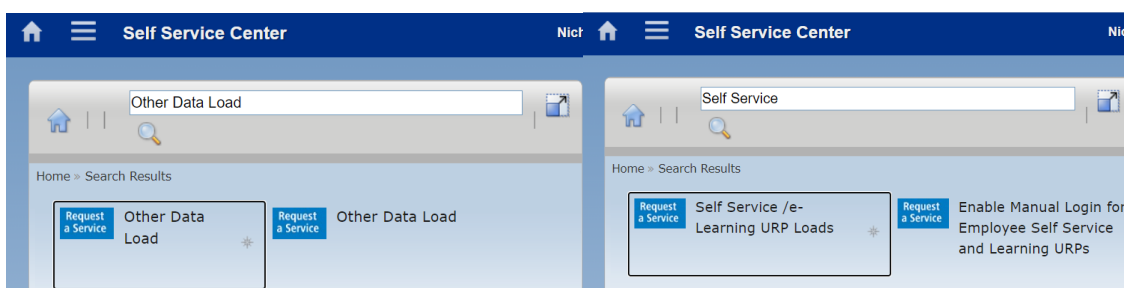 Self Service Center
Nich
Other Data Load
Home » Search Results
Request
a Service
Other Data
Load
Request
a Service
Other Data Load
Self Service Center
Nic
Self Service
Home » Search Results
Request
a Service
Self Service /e-
Learning URP Loads
Request
a Service
Enable Manual Login for
Employee Self Service
and Learning URPs